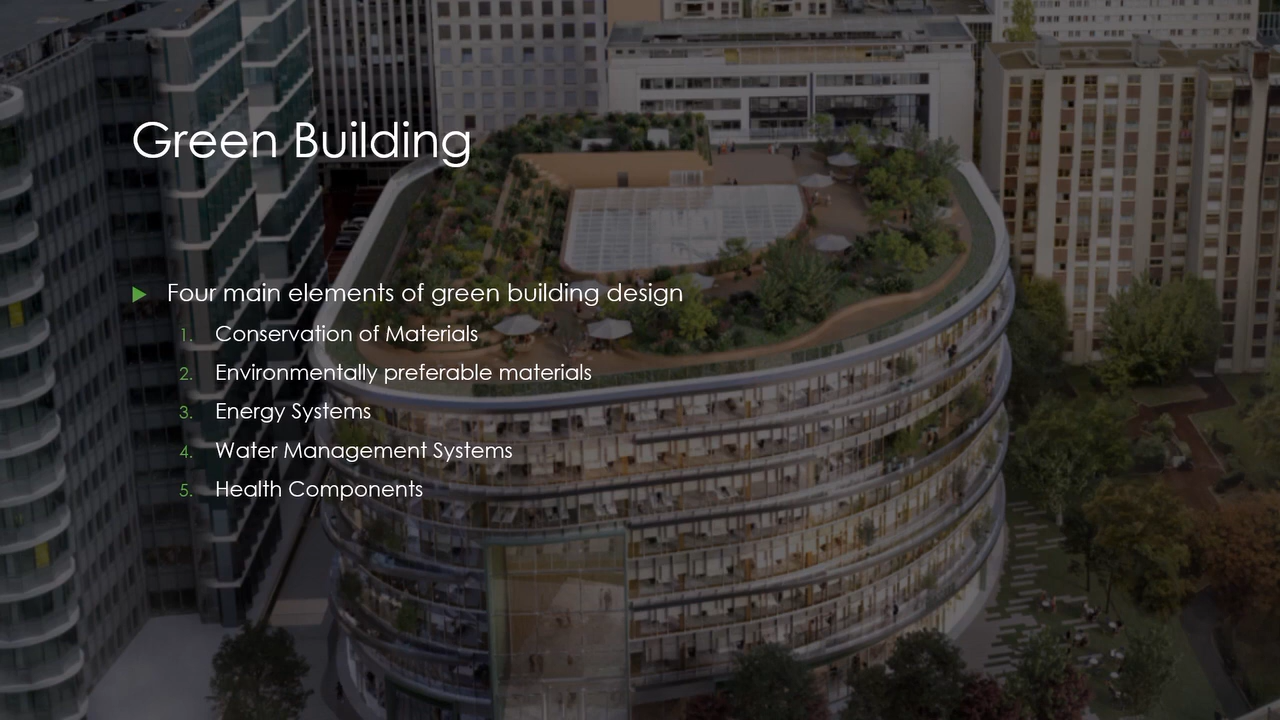 Green Building
Four main elements of green building design
1. Conservation of Materials
2. Environmentally preferable materials
3. Energy Systems
4. Water Management Systems
5. Health Components